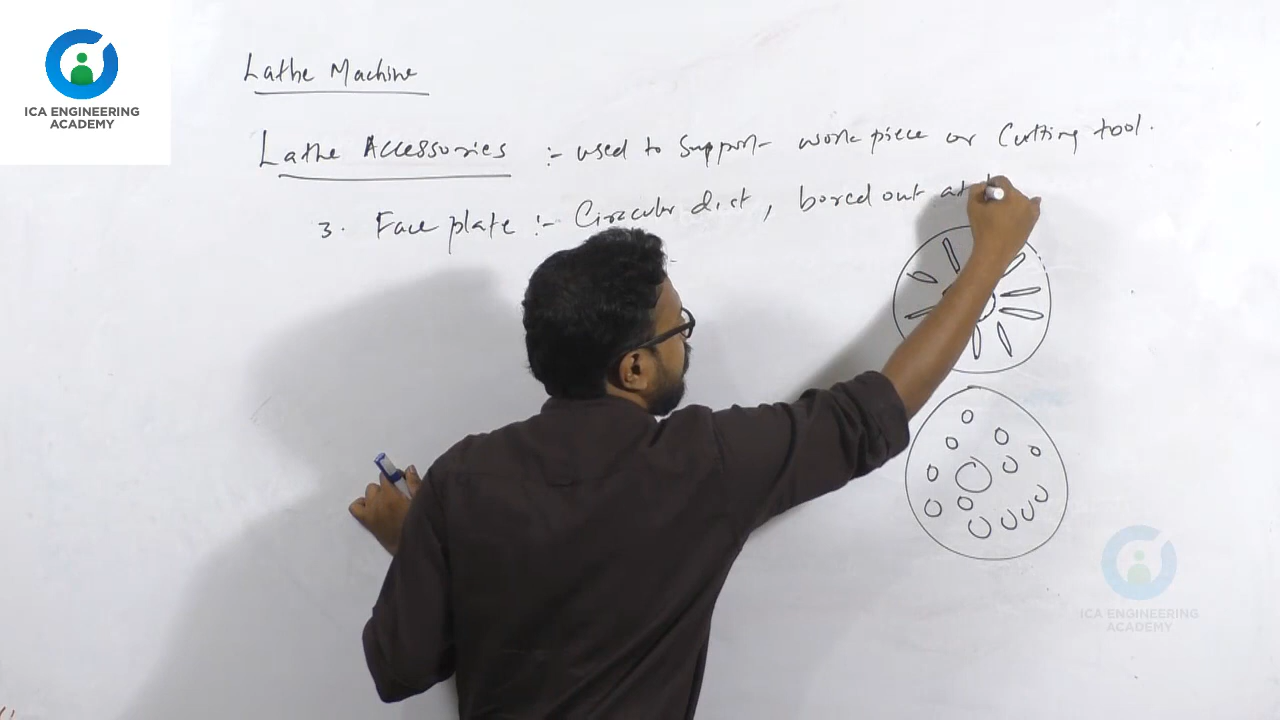 ICA ENGINEERING
ACADEMY
Lathe Machine
Lathe Accessories :- used to support work piece or Cutting tool.
3. Face plate :- Circular disc, bored out at
ICA ENGINEERING
ACADEMY